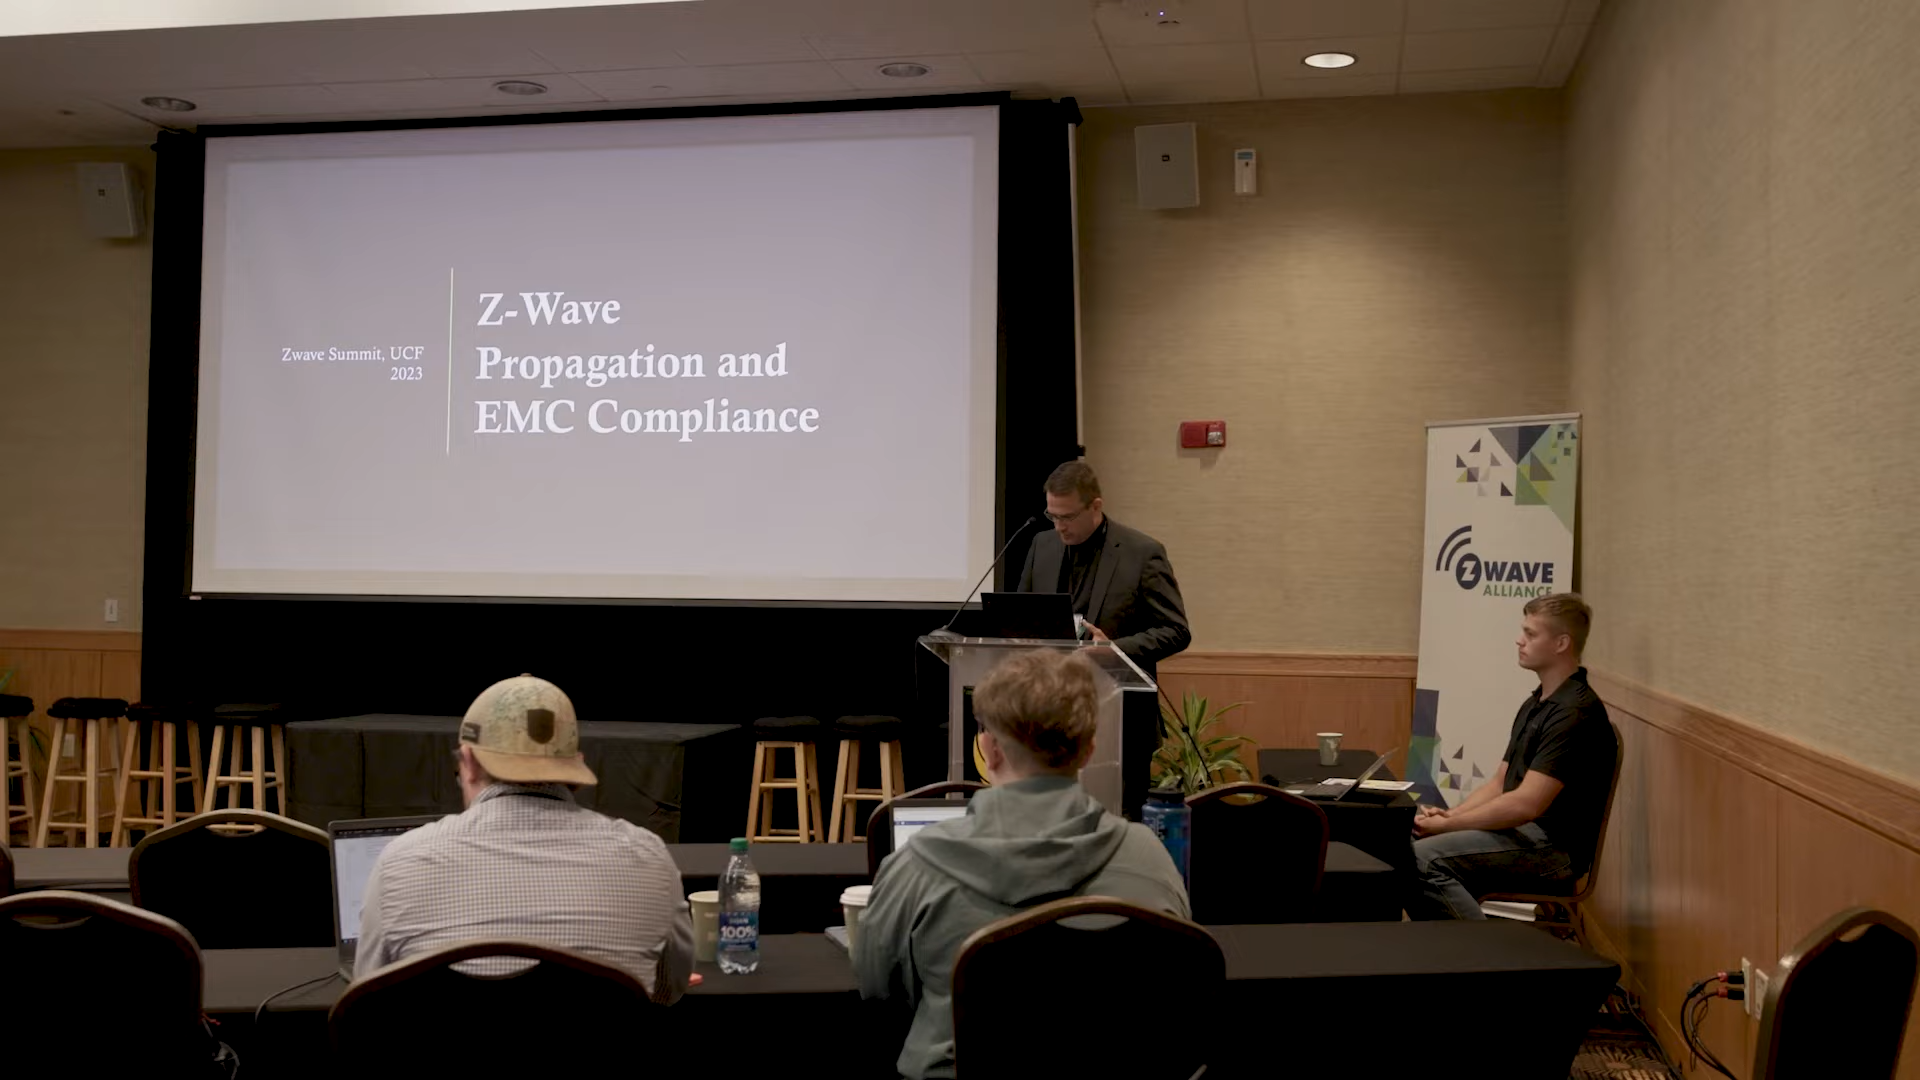 Zwave Summit, UCF
2023
Z-Wave
Propagation and
EMC Compliance
Z WAVE
ALLIANCE
100%